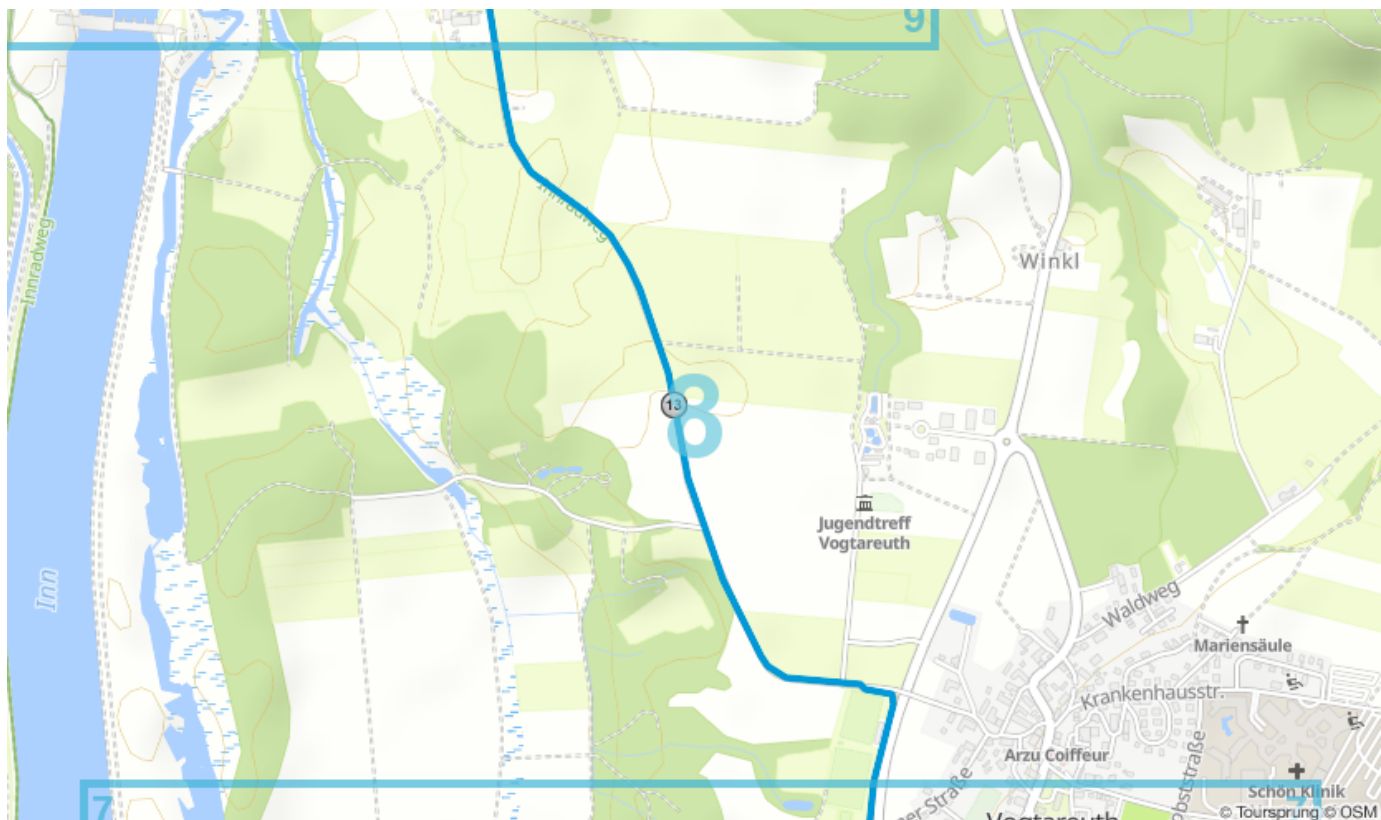 9
Innradweg
Innradweg
Winkl
13
8
Jugendtreff
Vogtareuth
Inn
Waldweg
Mariensäule
Krankenhausstr.
Arzu Coiffeur
7
Schön Klinik
© Toursprung © OSM